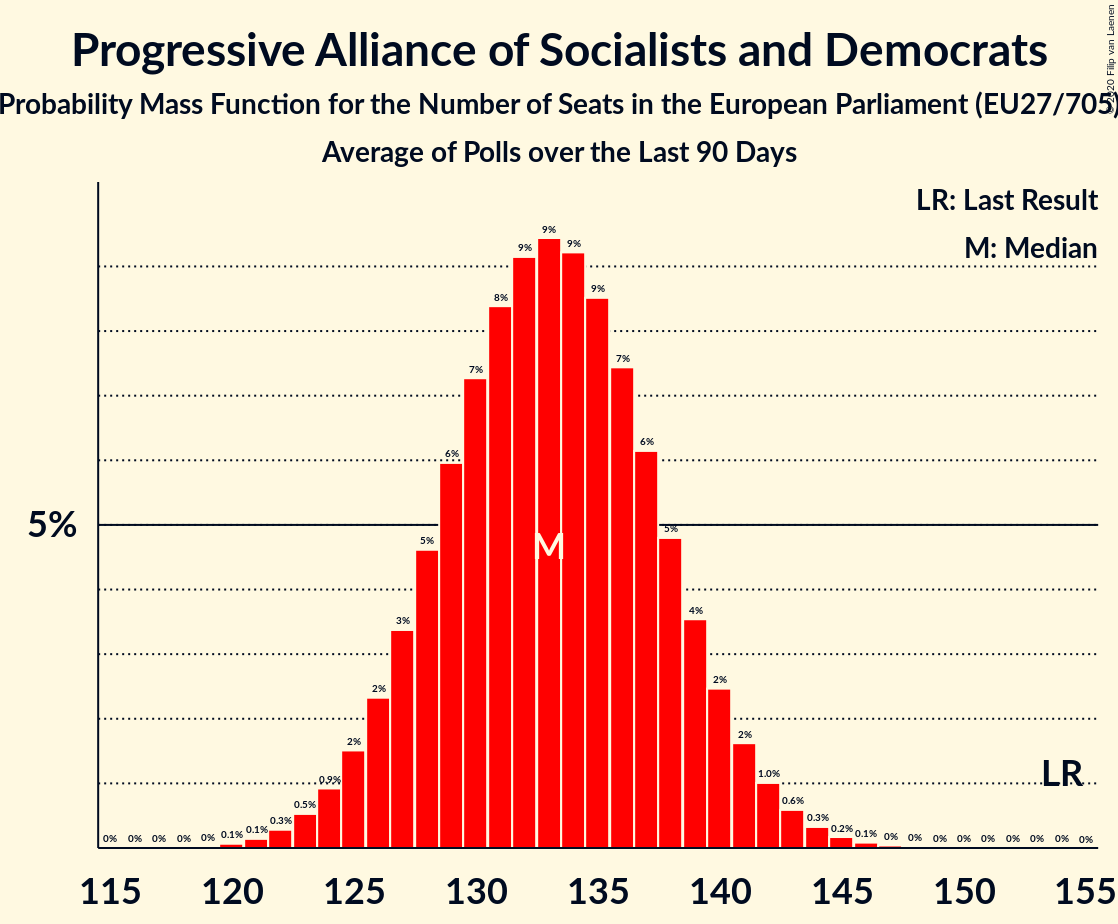 Progressive Alliance of Socialists and Democrats
Probability Mass Function for the Number of Seats in the European Parliament (EU27/705)
Average of Polls over the Last 90 Days
© 2020 Filip van Laenen
LR: Last Result
M: Median
5%
0% 0% 0% 0% 0% 0.1% 0.1% 0.3% 0.5% 0.9% 2% 2% 3% 5% 6% 7% 8% 9% 9% 9% 9% 7% 6% 5% 4% 2% 2% 1.0% 0.6% 0.3% 0.2% 0.1% 0% 0% 0% 0% 0% 0% 0% 0% 0%
M
LR
115 120 125 130 135 140 145 150 155